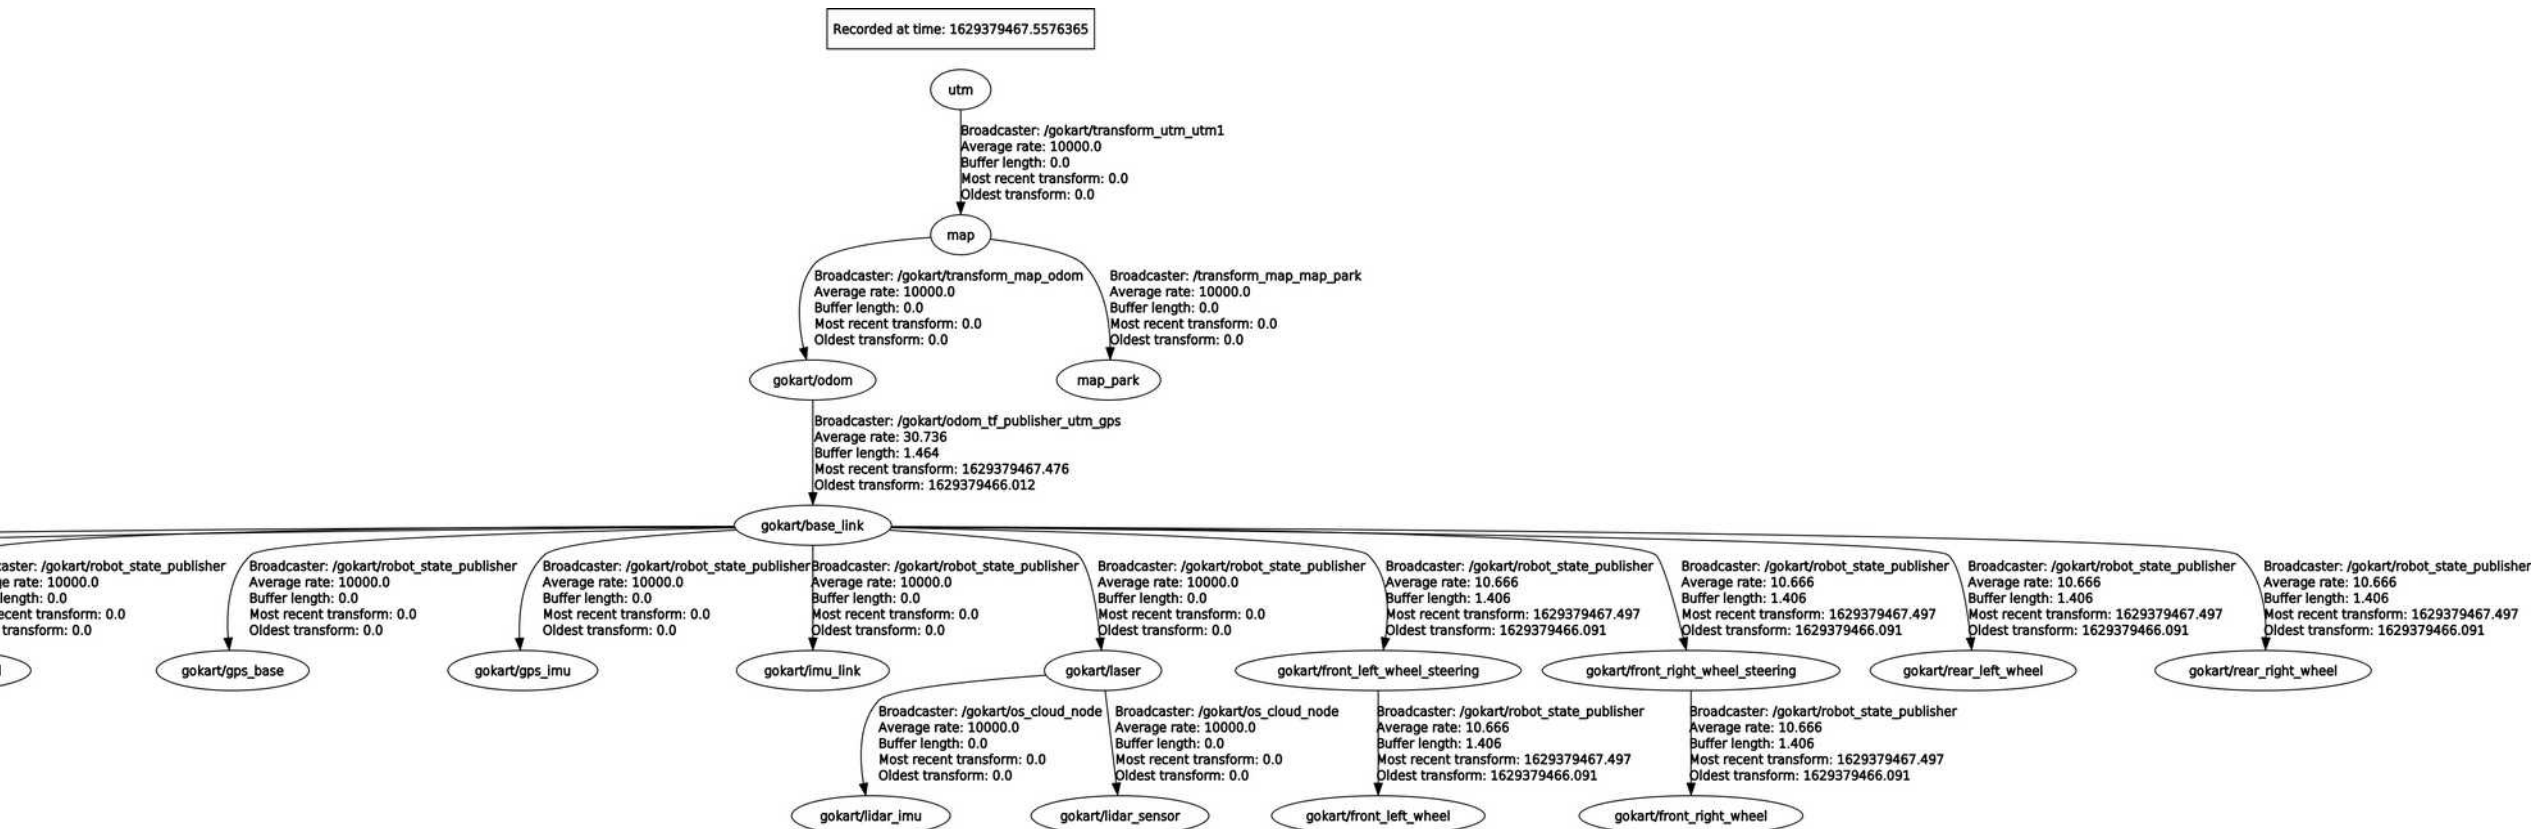 Recorded at time: 1629379467.5576365
utm
Broadcaster: /gokart/transform_utm_utm1
Average rate: 10000.0
Buffer length: 0.0
Most recent transform: 0.0
Oldest transform: 0.0
map
Broadcaster: /gokart/transform_map_odom
Average rate: 10000.0
Buffer length: 0.0
Most recent transform: 0.0
Oldest transform: 0.0
Broadcaster: /transform_map_map_park
Average rate: 10000.0
Buffer length: 0.0
Most recent transform: 0.0
Oldest transform: 0.0
gokart/odom
map_park
Broadcaster: /gokart/odom_tf_publisher_utm_gps
Average rate: 30.736
Buffer length: 1.464
Most recent transform: 1629379467.476
Oldest transform: 1629379466.012
gokart/base_link
caster: /gokart/robot_state_publisher
ge rate: 10000.0
length: 0.0
recent transform: 0.0
transform: 0.0
Broadcaster: /gokart/robot_state_publisher
Average rate: 10000.0
Buffer length: 0.0
Most recent transform: 0.0
Oldest transform: 0.0
Broadcaster: /gokart/robot_state_publisher
Average rate: 10000.0
Buffer length: 0.0
Most recent transform: 0.0
Oldest transform: 0.0
Broadcaster: /gokart/robot_state_publisher
Average rate: 10000.0
Buffer length: 0.0
Most recent transform: 0.0
Oldest transform: 0.0
Broadcaster: /gokart/robot_state_publisher
Average rate: 10000.0
Buffer length: 0.0
Most recent transform: 0.0
Oldest transform: 0.0
Broadcaster: /gokart/robot_state_publisher
Average rate: 10.666
Buffer length: 1.406
Most recent transform: 1629379467.497
Oldest transform: 1629379466.091
Broadcaster: /gokart/robot_state_publisher
Average rate: 10.666
Buffer length: 1.406
Most recent transform: 1629379467.497
Oldest transform: 1629379466.091
Broadcaster: /gokart/robot_state_publisher
Average rate: 10.666
Buffer length: 1.406
Most recent transform: 1629379467.497
Oldest transform: 1629379466.091
Broadcaster: /gokart/robot_state_publisher
Average rate: 10.666
Buffer length: 1.406
Most recent transform: 1629379467.497
Oldest transform: 1629379466.091
gokart/gps_base
gokart/gps_imu
gokart/imu_link
gokart/laser
gokart/front_left_wheel_steering
gokart/front_right_wheel_steering
gokart/rear_left_wheel
gokart/rear_right_wheel
Broadcaster: /gokart/os_cloud_node
Average rate: 10000.0
Buffer length: 0.0
Most recent transform: 0.0
Oldest transform: 0.0
Broadcaster: /gokart/os_cloud_node
Average rate: 10000.0
Buffer length: 0.0
Most recent transform: 0.0
Oldest transform: 0.0
Broadcaster: /gokart/robot_state_publisher
Average rate: 10.666
Buffer length: 1.406
Most recent transform: 1629379467.497
Oldest transform: 1629379466.091
Broadcaster: /gokart/robot_state_publisher
Average rate: 10.666
Buffer length: 1.406
Most recent transform: 1629379467.497
Oldest transform: 1629379466.091
gokart/lidar_imu
gokart/lidar_sensor
gokart/front_left_wheel
gokart/front_right_wheel